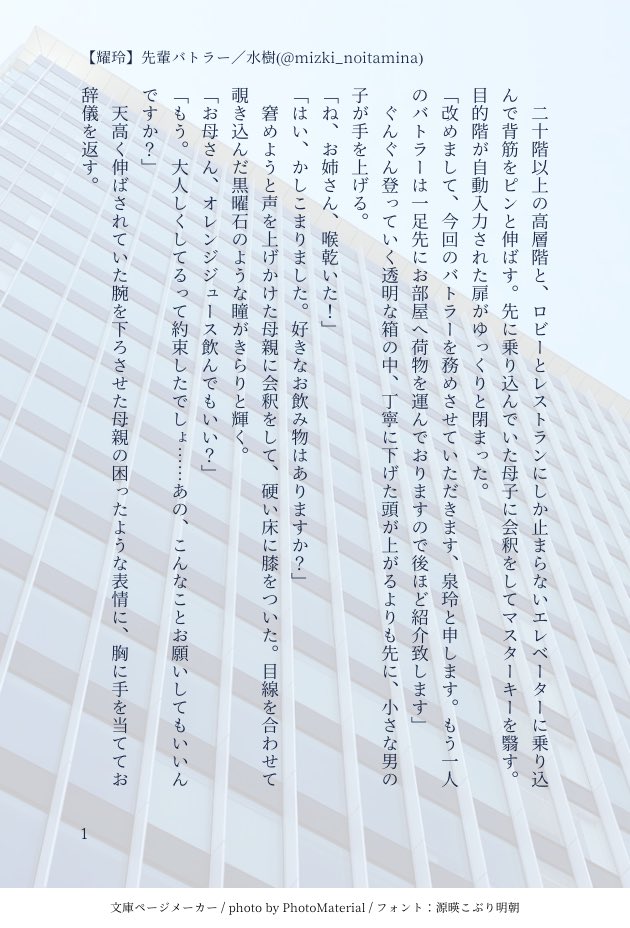 【耀玲】先輩バトラー／水樹(@mizki_noitamina)
　二十階以上の高層階と、ロビーとレストランにしか止まらないエレベーターに乗り込
んで背筋をピンと伸ばす。先に乗り込んでいた母子に会釈をしてマスターキーを翳す。
目的階が自動入力された扉がゆっくりと閉まった。
「改めまして、今回のバトラーを務めさせていただきます、泉玲と申します。もう一人
のバトラーは一足先にお部屋へ荷物を運んでおりますので後ほど紹介致します」
　ぐんぐん登っていく透明な箱の中、丁寧に下げた頭が上がるよりも先に、小さな男の
子が手を上げる。
「ね、お姉さん、喉乾いた！」
「はい、かしこまりました。好きなお飲み物はありますか？」
　窘めようと声を上げかけた母親に会釈をして、硬い床に膝をついた。目線を合わせて
覗き込んだ黒曜石のような瞳がきらりと輝く。
「お母さん、オレンジジュース飲んでもいい？」
「もう。大人しくしてるって約束したでしょ……あの、こんなことお願いしてもいいん
ですか？」
　天高く伸ばされていた腕を下ろさせた母親の困ったような表情に、胸に手を当ててお
辞儀を返す。
1
文庫ページメーカー / photo by PhotoMaterial / フォント：源暎こぶり明朝